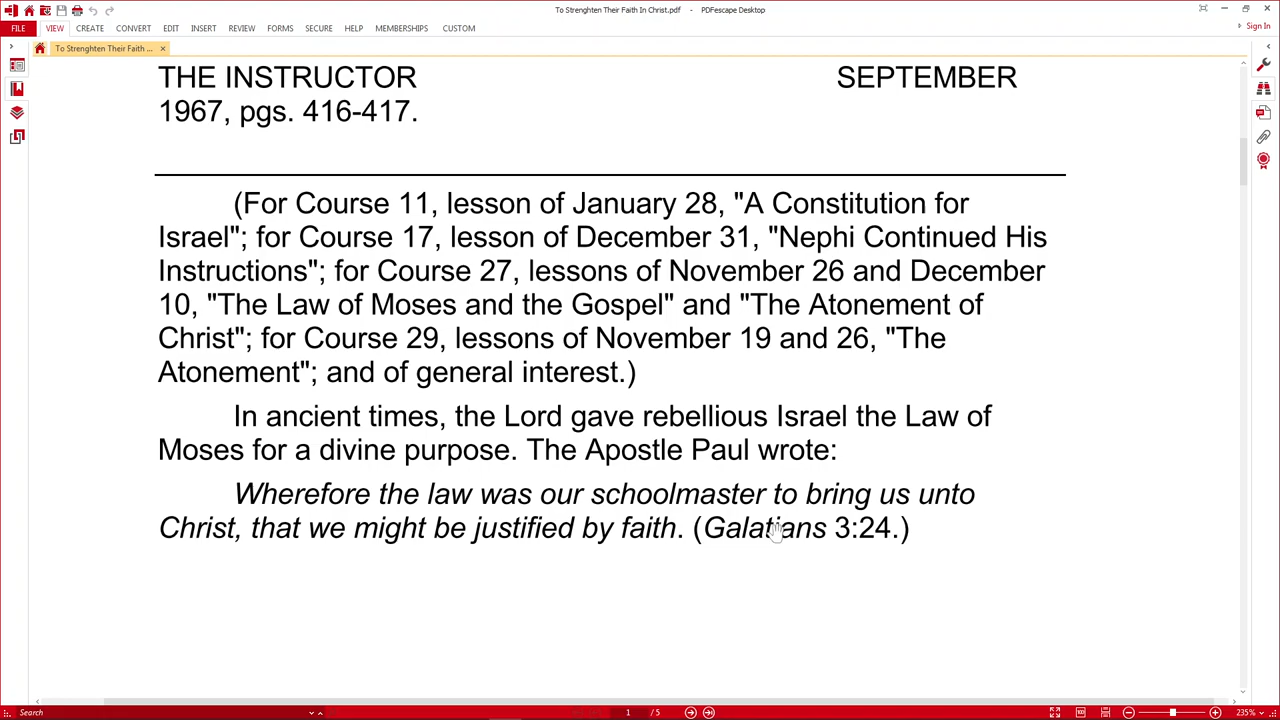 To Strenghten Their Faith In Christ.pdf - PDFescape Desktop
FILE VIEW CREATE CONVERT EDIT INSERT REVIEW FORMS SECURE HELP MEMBERSHIPS CUSTOM Sign In
To Strenghten Their Faith ...
THE INSTRUCTOR SEPTEMBER
1967, pgs. 416-417.
(For Course 11, lesson of January 28, "A Constitution for
Israel"; for Course 17, lesson of December 31, "Nephi Continued His
Instructions"; for Course 27, lessons of November 26 and December
10, "The Law of Moses and the Gospel" and "The Atonement of
Christ"; for Course 29, lessons of November 19 and 26, "The
Atonement"; and of general interest.)
In ancient times, the Lord gave rebellious Israel the Law of
Moses for a divine purpose. The Apostle Paul wrote:
Wherefore the law was our schoolmaster to bring us unto
Christ, that we might be justified by faith. (Galatians 3:24.)
Search 1 / 5 235%